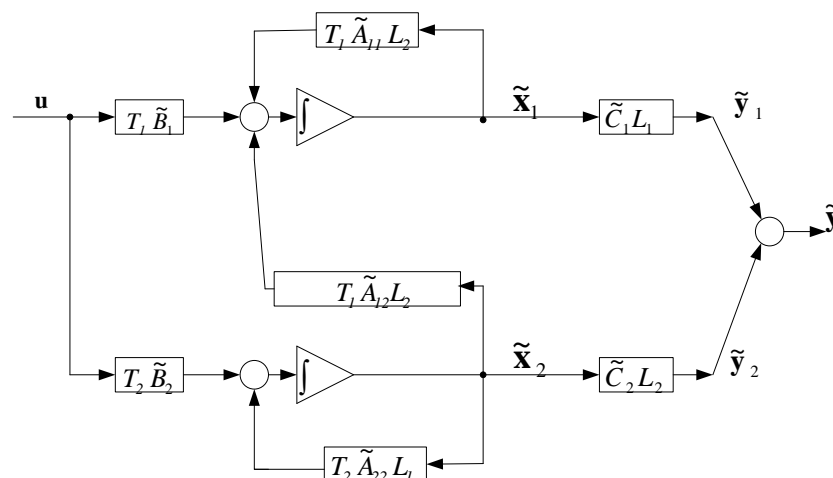 T₁ Ã₁₁ L₂
u
T₁ B̃₁
∫
x̃₁
C̃₁ L₁
ỹ₁
ỹ
T₁ Ã₁₂ L₂
T₂ B̃₂
∫
x̃₂
C̃₂ L₂
ỹ₂
T₂ Ã₂₂ L₁